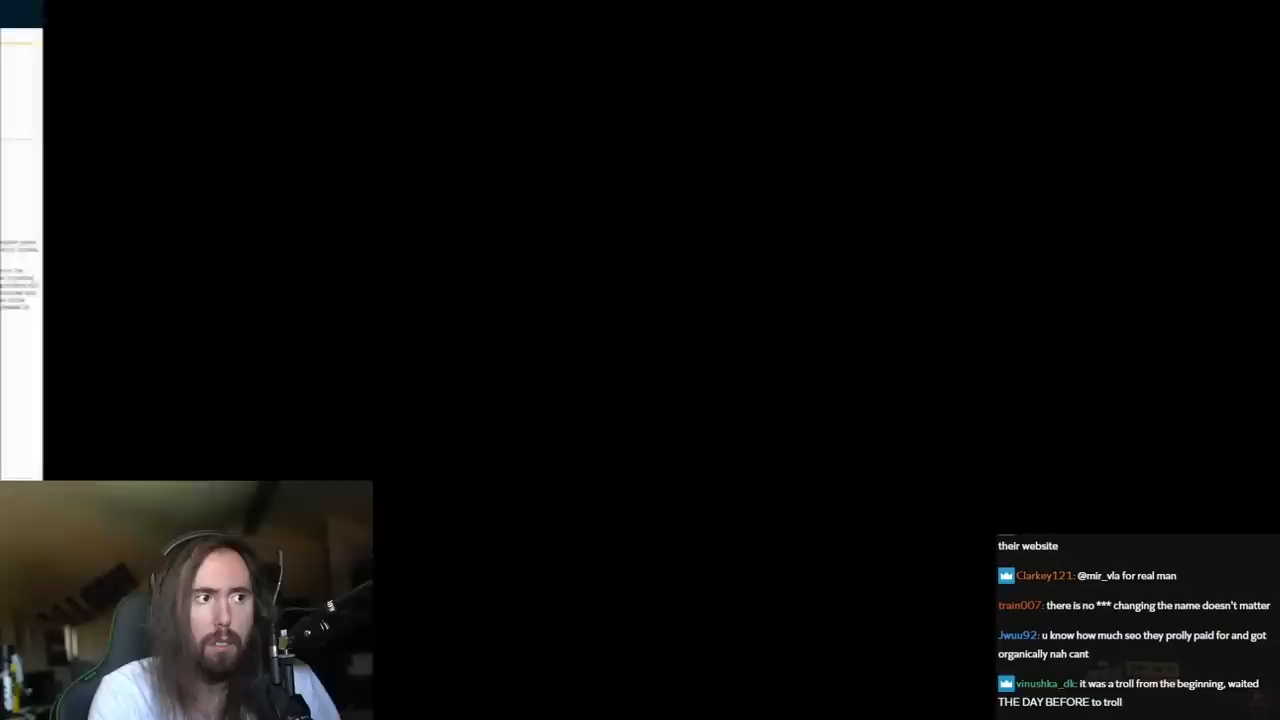 their website
Clarkey121: @mir_vla for real man
train007: there is no *** changing the name doesn't matter
Jwuu92: u know how much seo they prolly paid for and got
organically nah cant
vinushka_dk: it was a troll from the beginning, waited
THE DAY BEFORE to troll